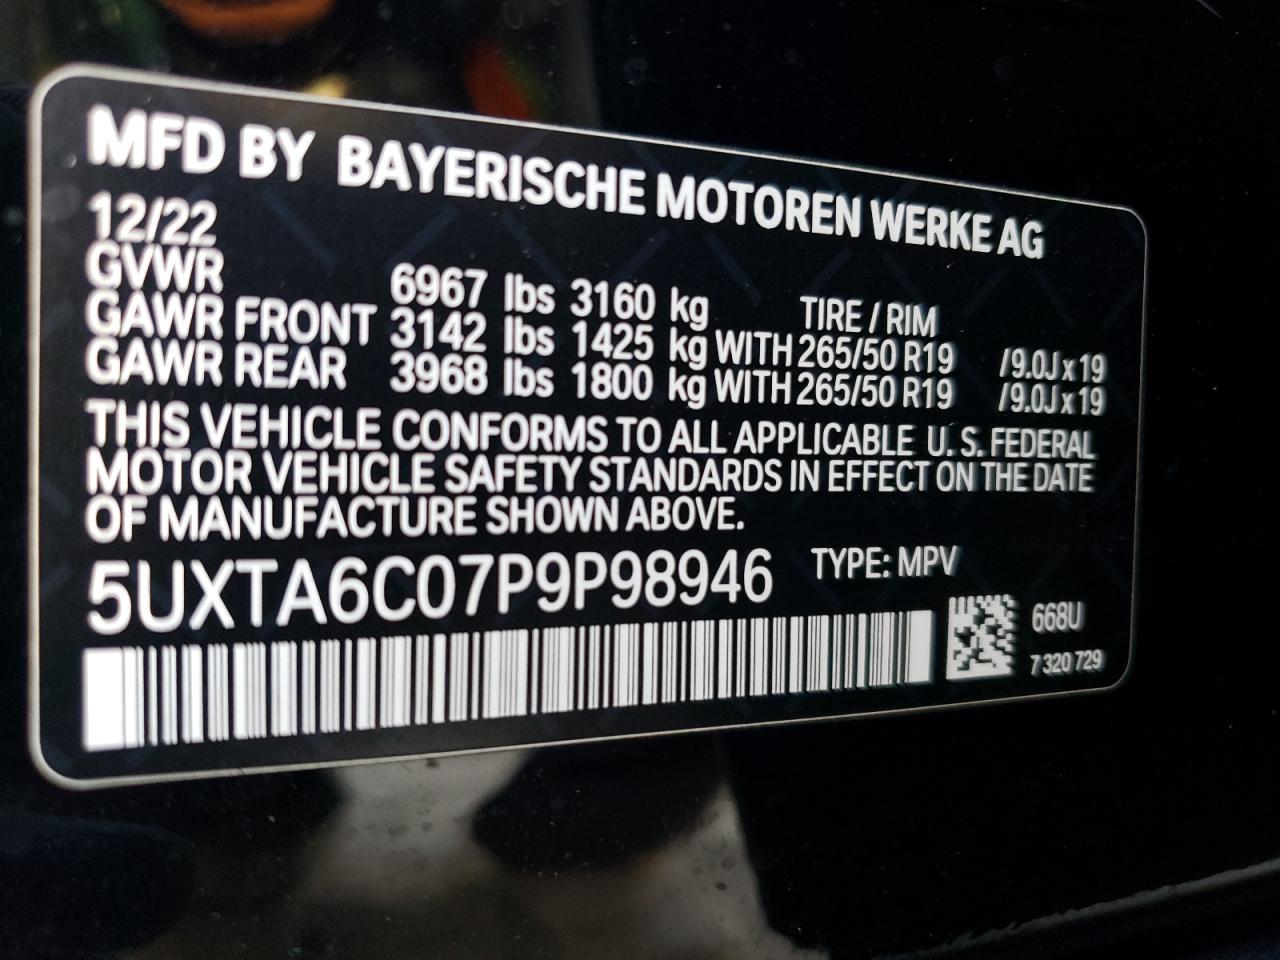 MFD BY BAYERISCHE MOTOREN WERKE AG
12/22
GVWR 6967 lbs 3160 kg TIRE / RIM
GAWR FRONT 3142 lbs 1425 kg WITH 265/50 R19 /9.0J x 19
GAWR REAR 3968 lbs 1800 kg WITH 265/50 R19 /9.0J x 19
THIS VEHICLE CONFORMS TO ALL APPLICABLE U. S. FEDERAL
MOTOR VEHICLE SAFETY STANDARDS IN EFFECT ON THE DATE
OF MANUFACTURE SHOWN ABOVE.
5UXTA6C07P9P98946 TYPE: MPV
668U
7 320 729